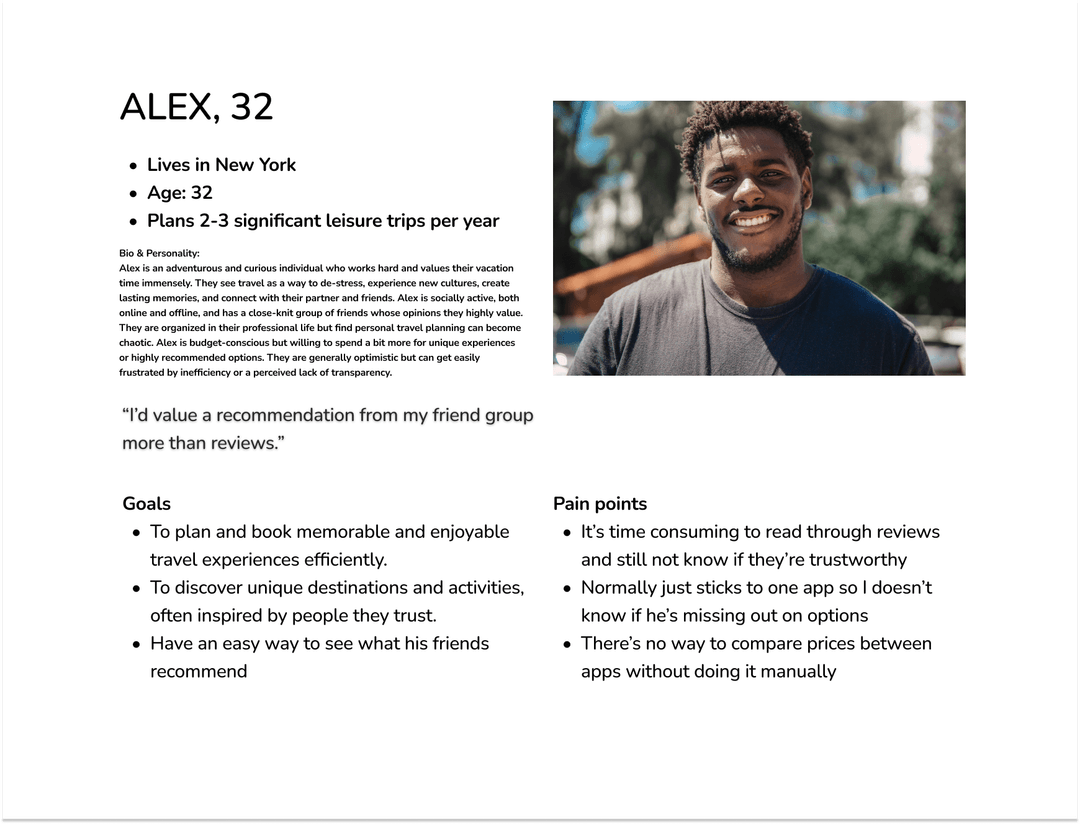 ALEX, 32
• Lives in New York
• Age: 32
• Plans 2-3 significant leisure trips per year
Bio & Personality:
Alex is an adventurous and curious individual who works hard and values their vacation
time immensely. They see travel as a way to de-stress, experience new cultures, create
lasting memories, and connect with their partner and friends. Alex is socially active, both
online and offline, and has a close-knit group of friends whose opinions they highly value.
They are organized in their professional life but find personal travel planning can become
chaotic. Alex is budget-conscious but willing to spend a bit more for unique experiences
or highly recommended options. They are generally optimistic but can get easily
frustrated by inefficiency or a perceived lack of transparency.
“I’d value a recommendation from my friend group
more than reviews.”
Goals
• To plan and book memorable and enjoyable
travel experiences efficiently.
• To discover unique destinations and activities,
often inspired by people they trust.
• Have an easy way to see what his friends
recommend
Pain points
• It’s time consuming to read through reviews
and still not know if they’re trustworthy
• Normally just sticks to one app so I doesn’t
know if he’s missing out on options
• There’s no way to compare prices between
apps without doing it manually